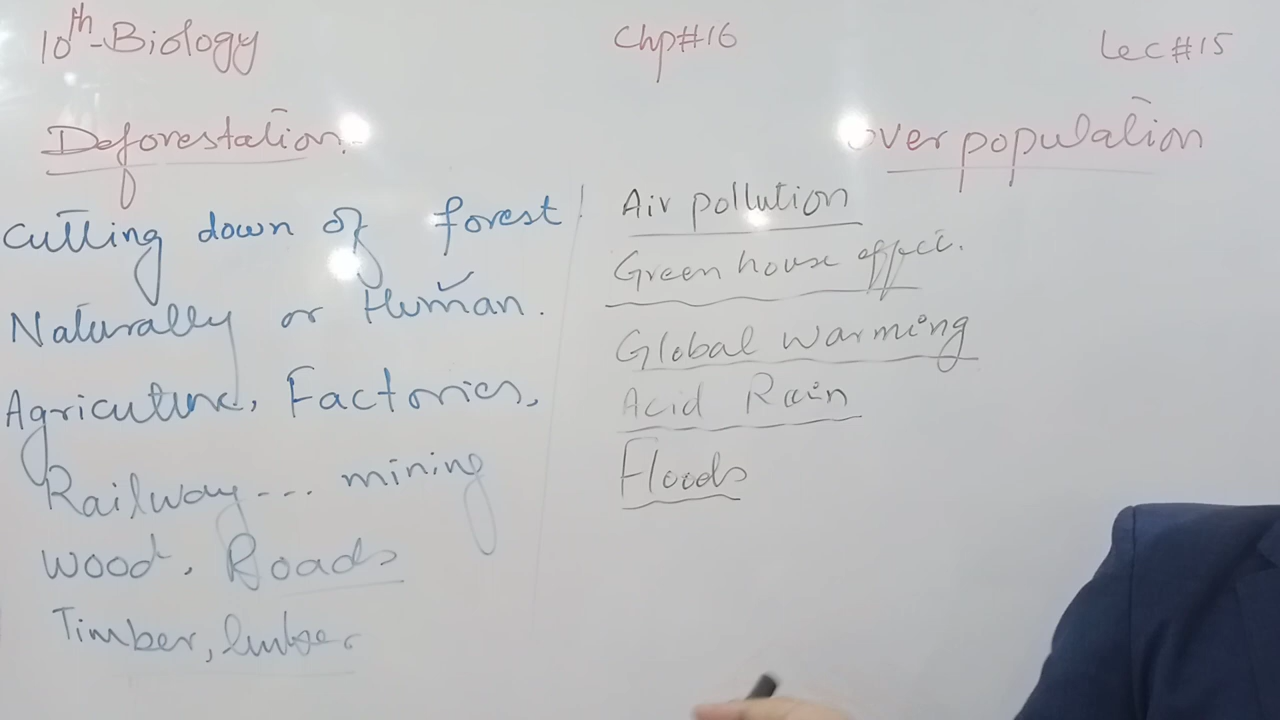 10th-Biology
Chp#16
Lec#15
Deforestation.
over population
Cutting down of forest
Naturally or Human.
Agriculture, Factories,
Railway... mining
Wood, Roads
Timber, lumber
Air pollution
Green house effect.
Global warming
Acid Rain
Floods